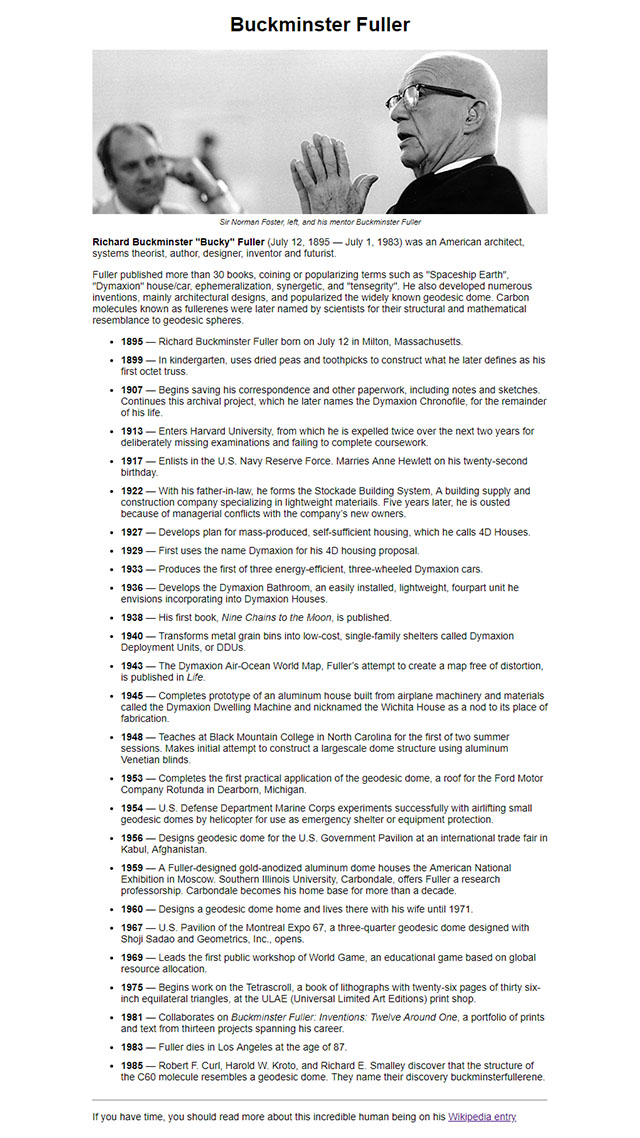 Buckminster Fuller
Sir Norman Foster, left, and his mentor Buckminster Fuller
Richard Buckminster "Bucky" Fuller (July 12, 1895 — July 1, 1983) was an American architect,
systems theorist, author, designer, inventor and futurist.
Fuller published more than 30 books, coining or popularizing terms such as "Spaceship Earth",
"Dymaxion" house/car, ephemeralization, synergetic, and "tensegrity". He also developed numerous
inventions, mainly architectural designs, and popularized the widely known geodesic dome. Carbon
molecules known as fullerenes were later named by scientists for their structural and mathematical
resemblance to geodesic spheres.
• 1895 — Richard Buckminster Fuller born on July 12 in Milton, Massachusetts.
• 1899 — In kindergarten, uses dried peas and toothpicks to construct what he later defines as his
first octet truss.
• 1907 — Begins saving his correspondence and other paperwork, including notes and sketches.
Continues this archival project, which he later names the Dymaxion Chronofile, for the remainder
of his life.
• 1913 — Enters Harvard University, from which he is expelled twice over the next two years for
deliberately missing examinations and failing to complete coursework.
• 1917 — Enlists in the U.S. Navy Reserve Force. Marries Anne Hewlett on his twenty-second
birthday.
• 1922 — With his father-in-law, he forms the Stockade Building System, A building supply and
construction company specializing in lightweight materiails. Five years later, he is ousted
because of managerial conflicts with the company’s new owners.
• 1927 — Develops plan for mass-produced, self-sufficient housing, which he calls 4D Houses.
• 1929 — First uses the name Dymaxion for his 4D housing proposal.
• 1933 — Produces the first of three energy-efficient, three-wheeled Dymaxion cars.
• 1936 — Develops the Dymaxion Bathroom, an easily installed, lightweight, fourpart unit he
envisions incorporating into Dymaxion Houses.
• 1938 — His first book, Nine Chains to the Moon, is published.
• 1940 — Transforms metal grain bins into low-cost, single-family shelters called Dymaxion
Deployment Units, or DDUs.
• 1943 — The Dymaxion Air-Ocean World Map, Fuller’s attempt to create a map free of distortion,
is published in Life.
• 1945 — Completes prototype of an aluminum house built from airplane machinery and materials
called the Dymaxion Dwelling Machine and nicknamed the Wichita House as a nod to its place of
fabrication.
• 1948 — Teaches at Black Mountain College in North Carolina for the first of two summer
sessions. Makes initial attempt to construct a largescale dome structure using aluminum
Venetian blinds.
• 1953 — Completes the first practical application of the geodesic dome, a roof for the Ford Motor
Company Rotunda in Dearborn, Michigan.
• 1954 — U.S. Defense Department Marine Corps experiments successfully with airlifting small
geodesic domes by helicopter for use as emergency shelter or equipment protection.
• 1956 — Designs geodesic dome for the U.S. Government Pavilion at an international trade fair in
Kabul, Afghanistan.
• 1959 — A Fuller-designed gold-anodized aluminum dome houses the American National
Exhibition in Moscow. Southern Illinois University, Carbondale, offers Fuller a research
professorship. Carbondale becomes his home base for more than a decade.
• 1960 — Designs a geodesic dome home and lives there with his wife until 1971.
• 1967 — U.S. Pavilion of the Montreal Expo 67, a three-quarter geodesic dome designed with
Shoji Sadao and Geometrics, Inc., opens.
• 1969 — Leads the first public workshop of World Game, an educational game based on global
resource allocation.
• 1975 — Begins work on the Tetrascroll, a book of lithographs with twenty-six pages of thirty six-
inch equilateral triangles, at the ULAE (Universal Limited Art Editions) print shop.
• 1981 — Collaborates on Buckminster Fuller: Inventions: Twelve Around One, a portfolio of prints
and text from thirteen projects spanning his career.
• 1983 — Fuller dies in Los Angeles at the age of 87.
• 1985 — Robert F. Curl, Harold W. Kroto, and Richard E. Smalley discover that the structure of
the C60 molecule resembles a geodesic dome. They name their discovery buckminsterfullerene.
If you have time, you should read more about this incredible human being on his Wikipedia entry